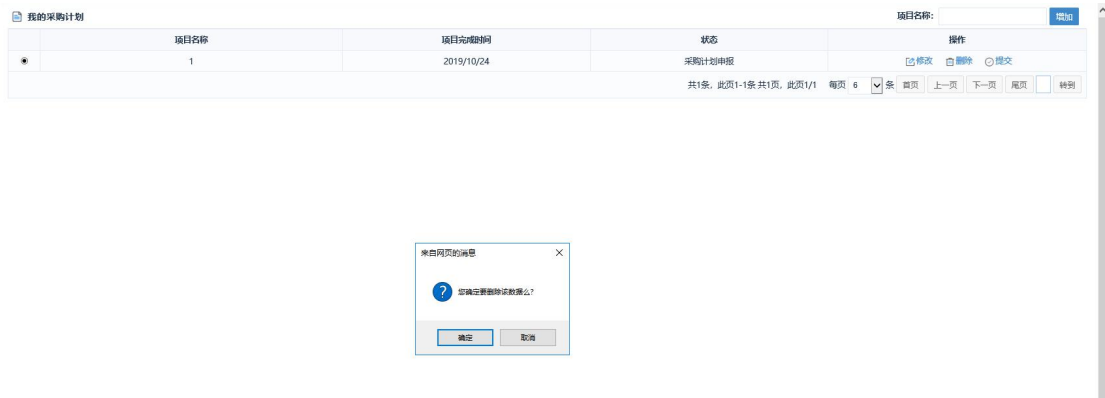 我的采购计划 项目名称: 增加
项目名称 项目完成时间 状态 操作
1 2019/10/24 采购计划申报 修改 删除 提交
共1条, 此页1-1条 共1页, 此页1/1 每页 6 条 首页 上一页 下一页 尾页 转到
来自网页的消息
您确定要删除该数据么?
确定 取消